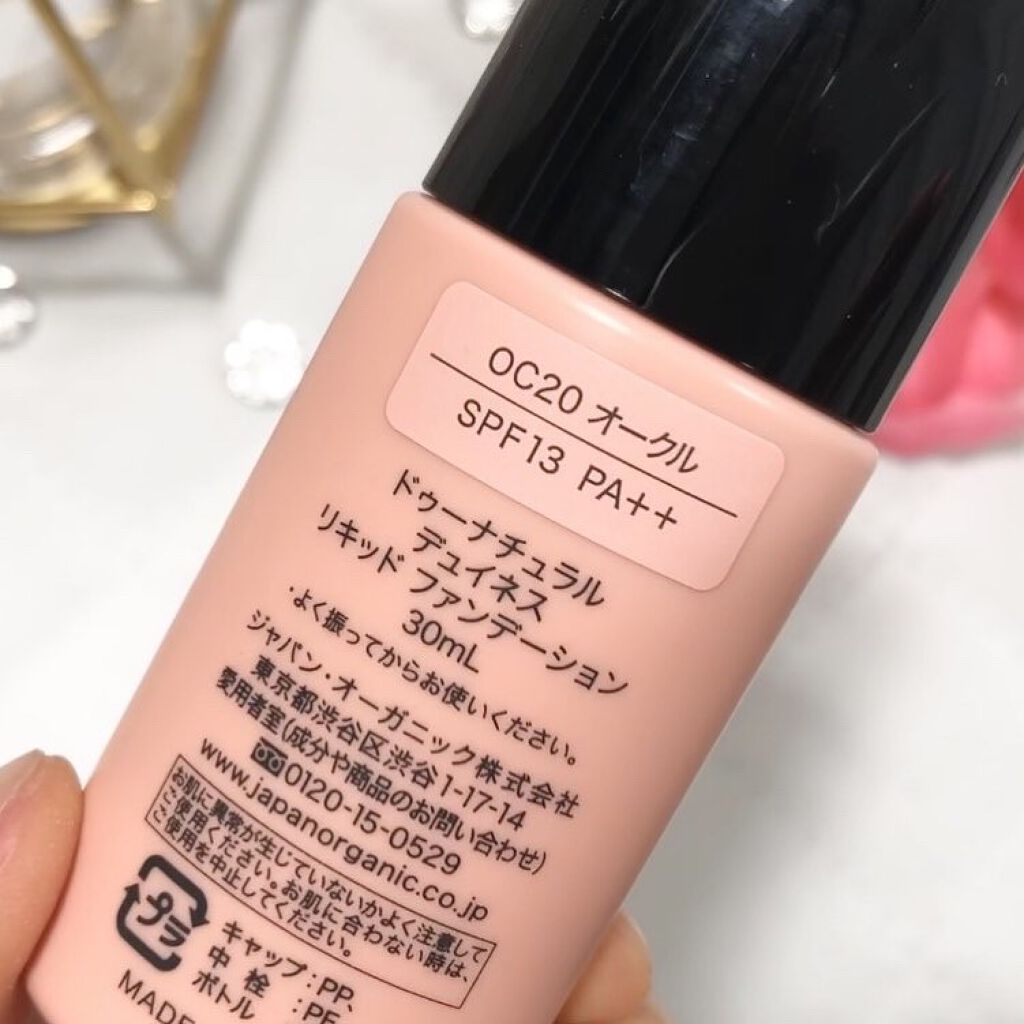 OC20 オークル
SPF13 PA++
ドゥーナチュラル
デュイネス
リキッド ファンデーション
30mL
・よく振ってからお使いください。
ジャパン・オーガニック株式会社
東京都渋谷区渋谷1-17-14
愛用者室(成分や商品のお問い合わせ)
0120-15-0529
www.japanorganic.co.jp
お肌に異常が生じていないかよく注意して
ご使用ください。お肌に合わない時は、
ご使用を中止してください。
プラ
キャップ:PP、
中 栓 :PE
ボトル
MADE